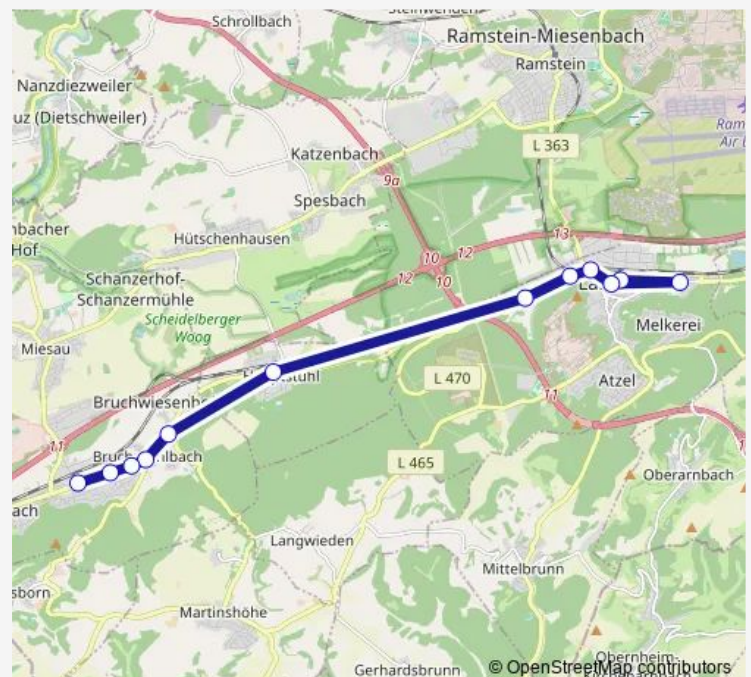 Schrollbach
Ramstein-Miesenbach
Ramstein
Nanzdiezweiler
uz (Dietschweiler)
L 363
Katzenbach
9a
Spesbach
nbacher
Hof
Hütschenhausen
13
10 12
12 10
Schanzerhof-
Schanzermühle
Scheidelberger
Woog
Melkerei
Miesau
L 470
Atzel
11
11
L 465
Oberarnbach
ach
Langwieden
Mittelbrunn
sborn
Martinshöhe
Gerhardsbrunn
Obernheim-
© OpenStreetMap contributors